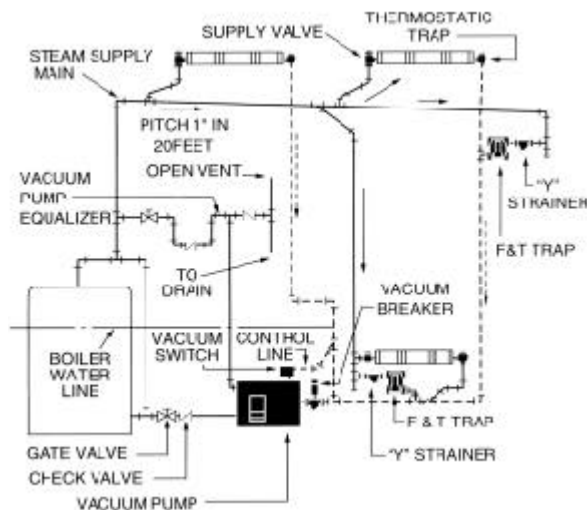 THERMOSTATIC
TRAP
SUPPLY VALVE
STEAM SUPPLY
MAIN
PITCH 1" IN
20FEET
OPEN VENT
VACUUM
PUMP
EQUALIZER
"Y"
STRAINER
F&T TRAP
TO
DRAIN
VACUUM
BREAKER
VACUUM
SWITCH
CONTROL
LINE
BOILER
WATER
LINE
F & T TRAP
"Y" STRAINER
GATE VALVE
CHECK VALVE
VACUUM PUMP